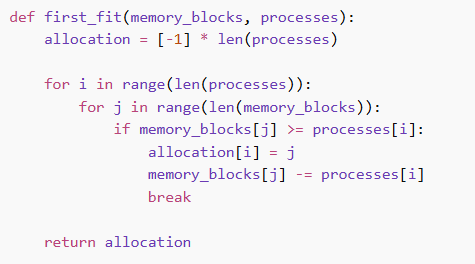 def first_fit(memory_blocks, processes):
    allocation = [-1] * len(processes)

    for i in range(len(processes)):
        for j in range(len(memory_blocks)):
            if memory_blocks[j] >= processes[i]:
                allocation[i] = j
                memory_blocks[j] -= processes[i]
                break

    return allocation